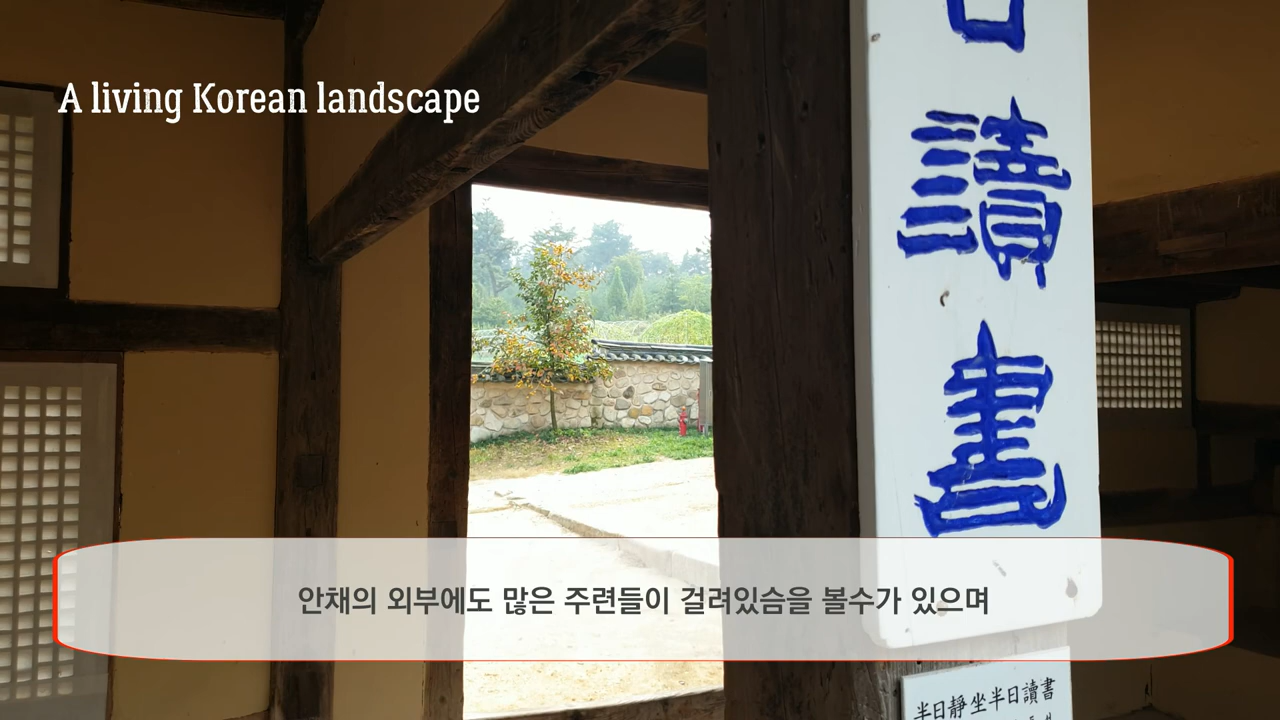 A living Korean landscape
日
讀
書
안채의 외부에도 많은 주련들이 걸려있슴을 볼수가 있으며
半日靜坐半日讀書